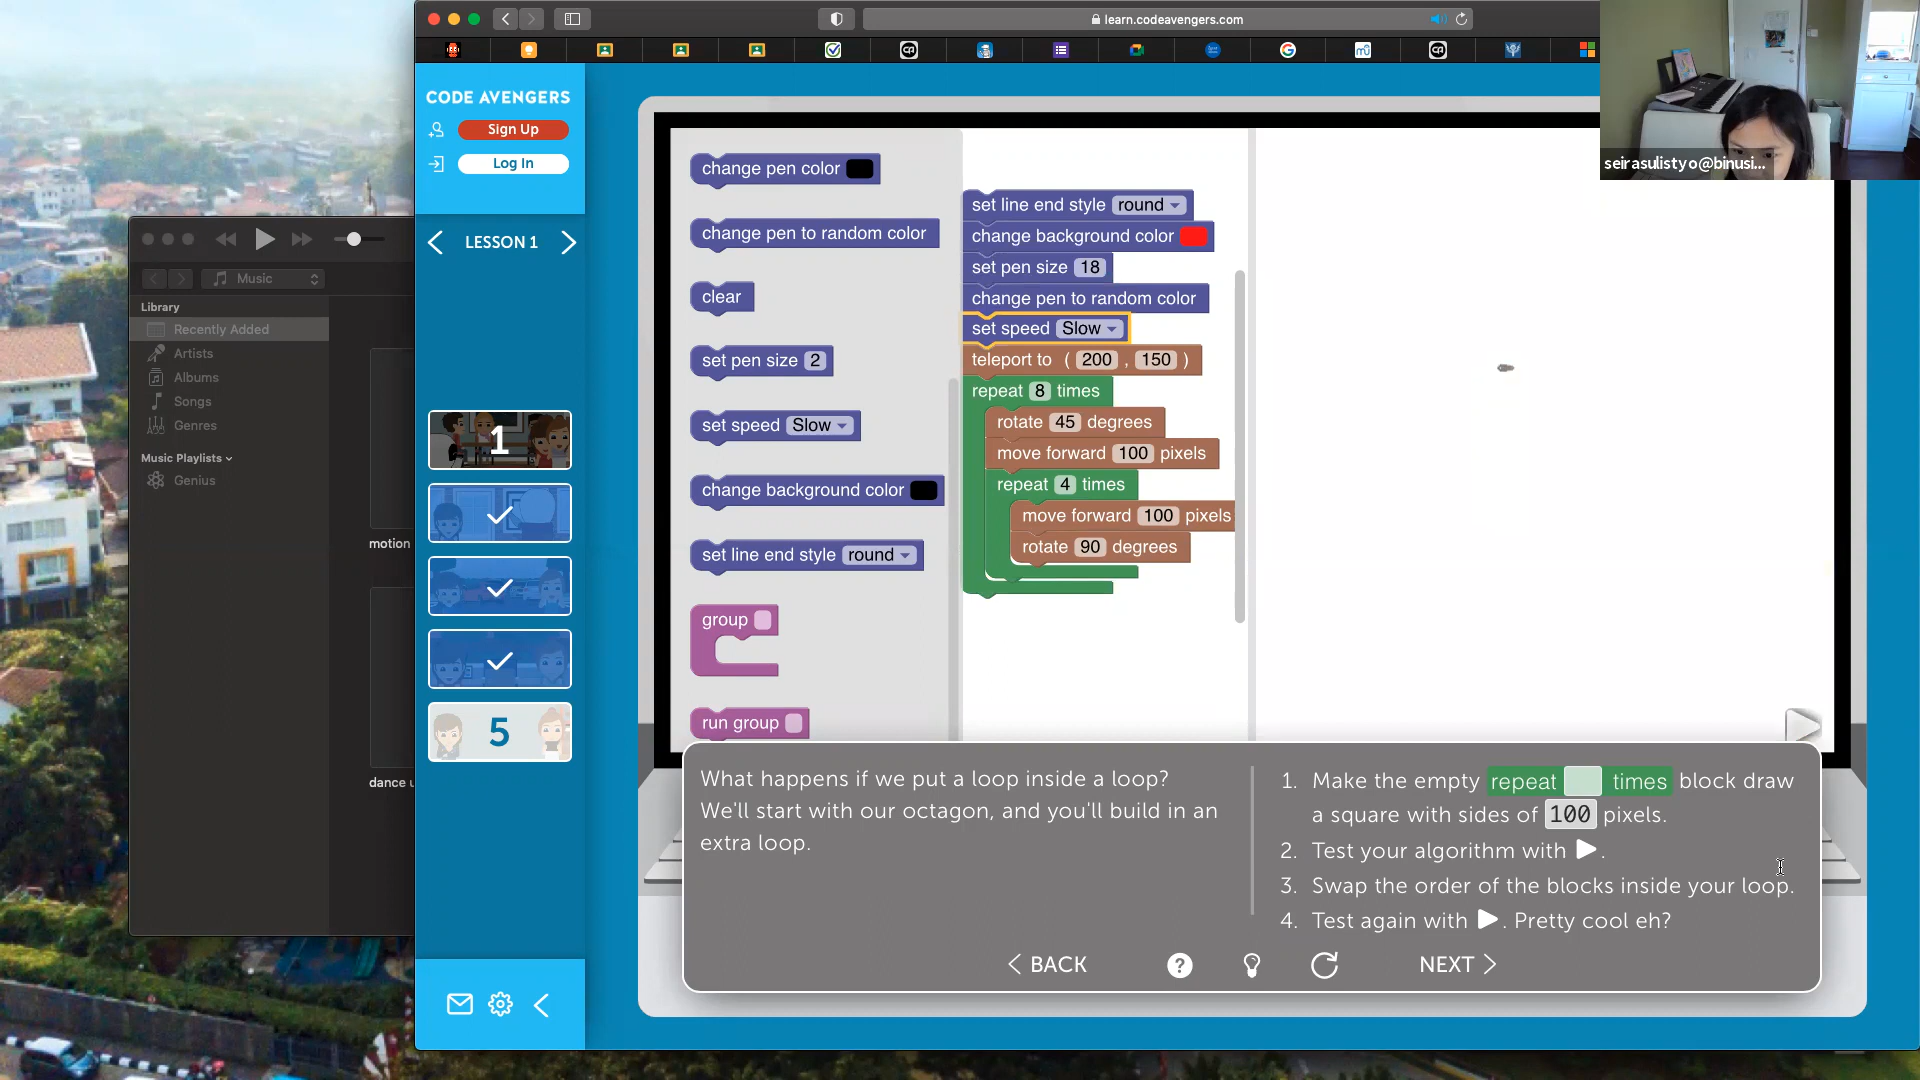 learn.codeavengers.com
seirasulistyo@binusi...
CODE AVENGERS
Sign Up
Log In
LESSON 1
1
5
Music
Library
Recently Added
Artists
Albums
Songs
Genres
Music Playlists
Genius
motion
dance u
change pen color
change pen to random color
clear
set pen size 2
set speed Slow
change background color
set line end style round
group
run group
set line end style round
change background color
set pen size 18
change pen to random color
set speed Slow
teleport to ( 200 , 150 )
repeat 8 times
rotate 45 degrees
move forward 100 pixels
repeat 4 times
move forward 100 pixels
rotate 90 degrees
What happens if we put a loop inside a loop?
We'll start with our octagon, and you'll build in an
extra loop.
1. Make the empty repeat times block draw
a square with sides of 100 pixels.
2. Test your algorithm with .
3. Swap the order of the blocks inside your loop.
4. Test again with . Pretty cool eh?
BACK
?
NEXT